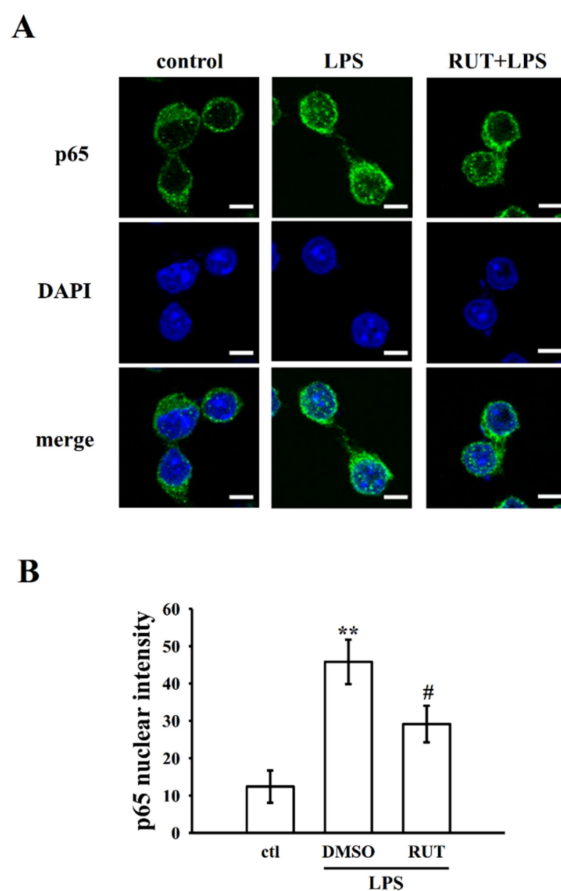 A
control LPS RUT+LPS
p65
DAPI
merge
B
p65 nuclear intensity
60
50
40
30
20
10
0
**
#
ctl DMSO RUT
LPS